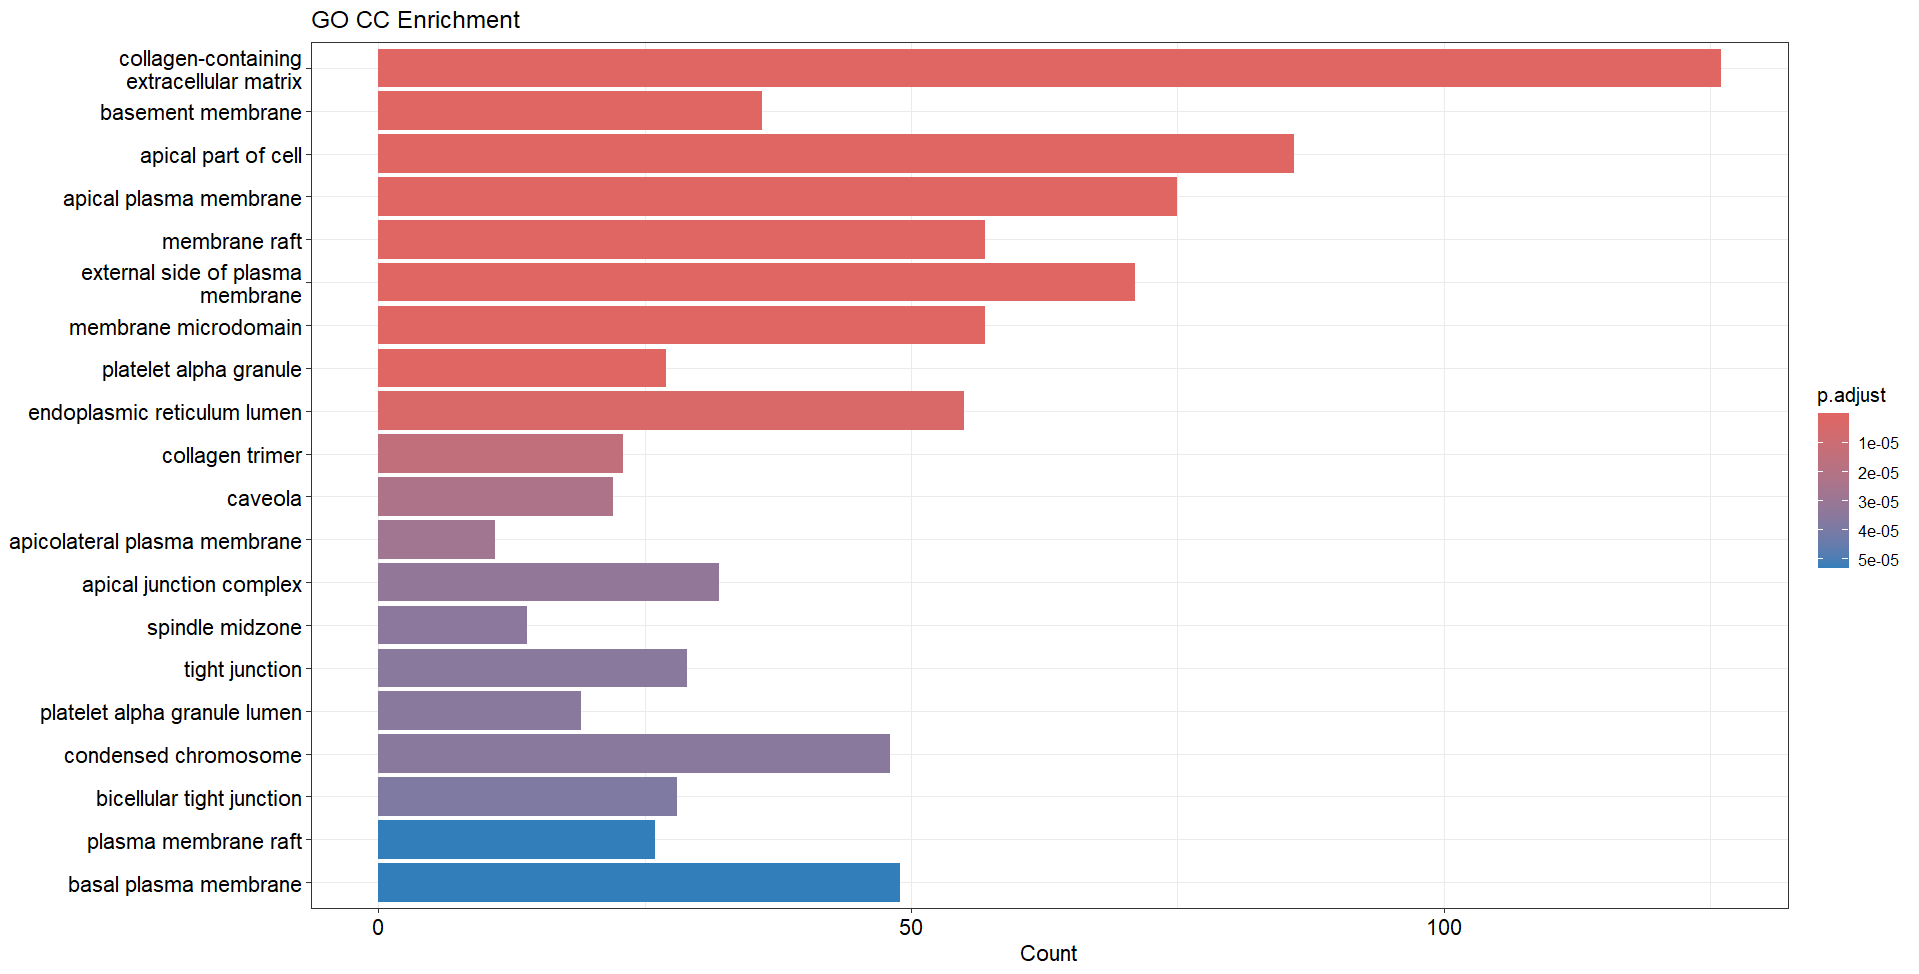 GO CC Enrichment
collagen-containing
extracellular matrix
basement membrane
apical part of cell
apical plasma membrane
membrane raft
external side of plasma
membrane
membrane microdomain
platelet alpha granule
endoplasmic reticulum lumen
collagen trimer
caveola
apicolateral plasma membrane
apical junction complex
spindle midzone
tight junction
platelet alpha granule lumen
condensed chromosome
bicellular tight junction
plasma membrane raft
basal plasma membrane
0 50 100
Count
p.adjust
1e-05
2e-05
3e-05
4e-05
5e-05